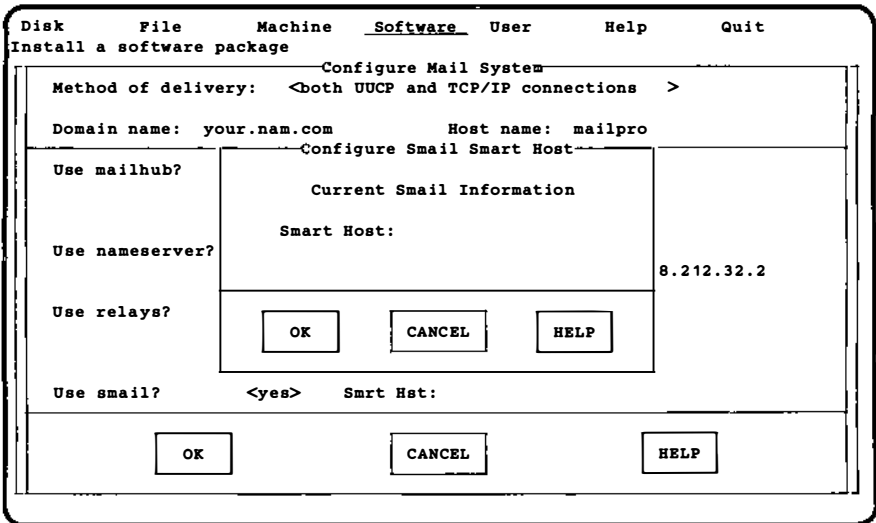 Disk File Machine Software User Help Quit
Install a software package
Configure Mail System
Method of delivery: <both UUCP and TCP/IP connections >
Domain name: your.nam.com Host name: mailpro
Configure Smail Smart Host
Use mailhub?
Current Smail Information
Smart Host:
Use nameserver?
8.212.32.2
Use relays?
OK CANCEL HELP
Use smail? <yes> Smrt Hst:
OK CANCEL HELP